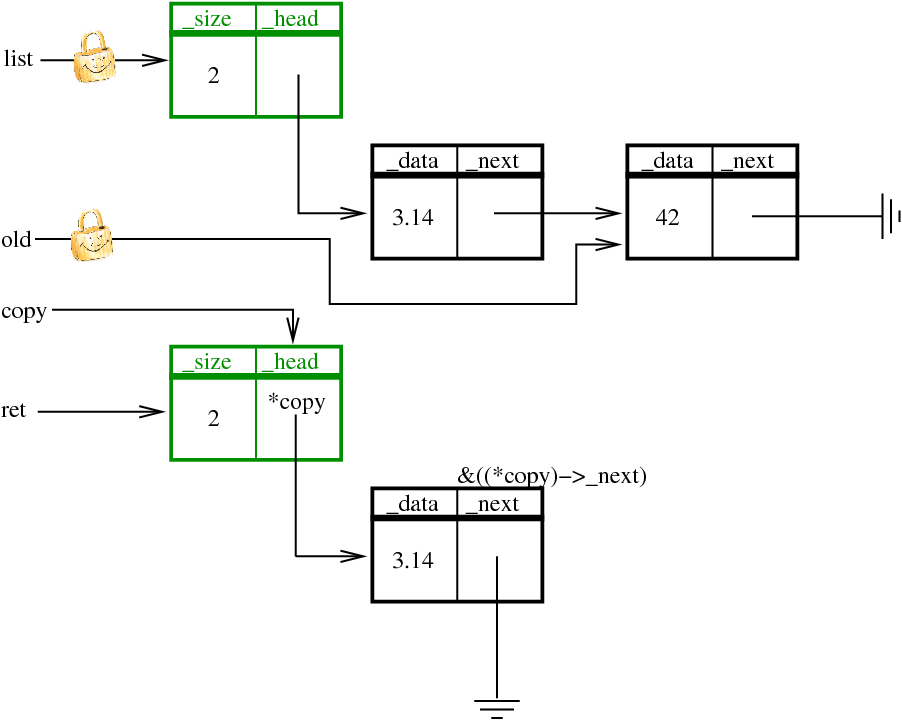 _size _head
list
2
_data _next _data _next
3.14 42
old
copy
_size _head
*copy
ret
2
&((*copy)−>_next)
_data _next
3.14